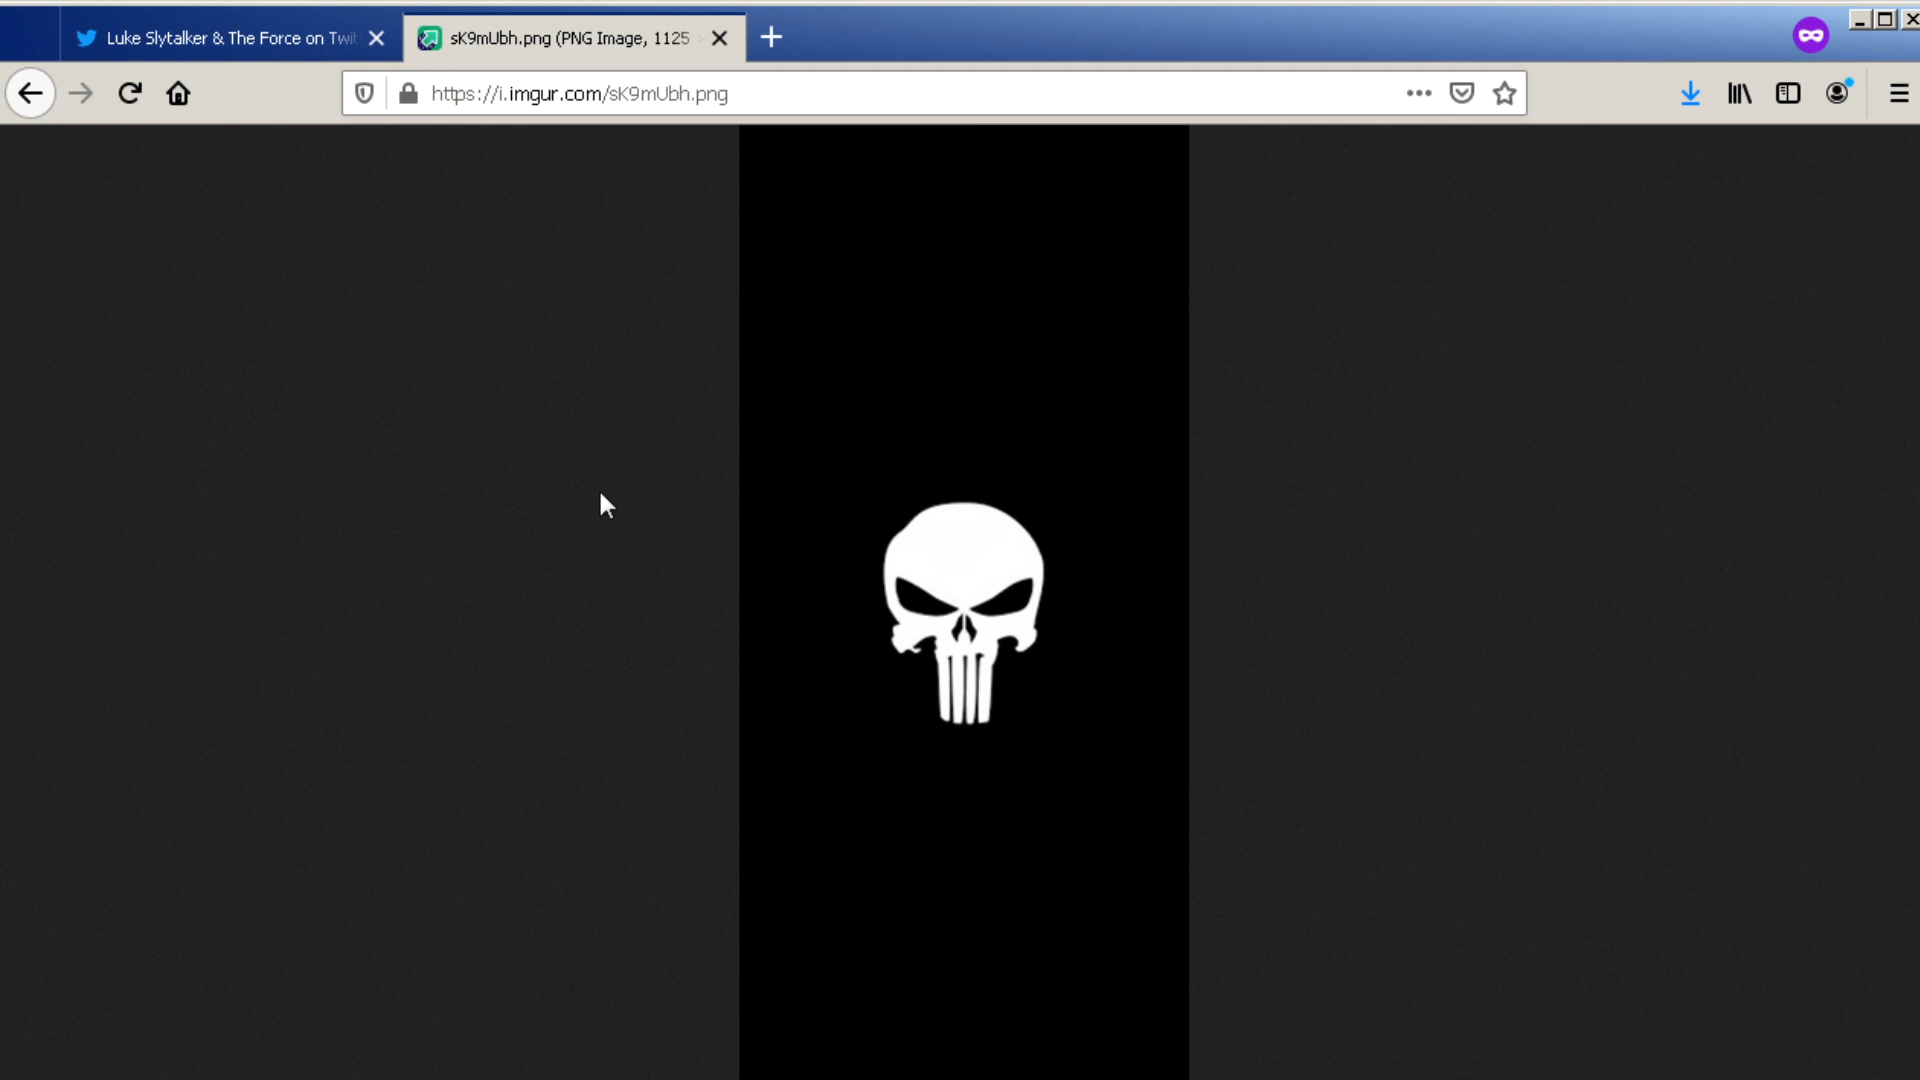 Luke Slytalker & The Force on Twit
sK9mUbh.png (PNG Image, 1125
https://i.imgur.com/sK9mUbh.png